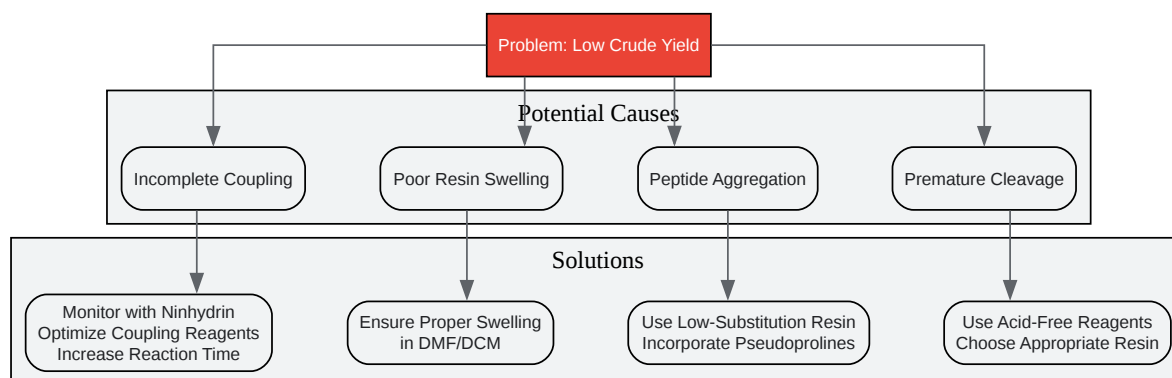 Problem: Low Crude Yield
Potential Causes
Incomplete Coupling
Poor Resin Swelling
Peptide Aggregation
Premature Cleavage
Solutions
Monitor with Ninhydrin
Optimize Coupling Reagents
Increase Reaction Time
Ensure Proper Swelling
in DMF/DCM
Use Low-Substitution Resin
Incorporate Pseudoprolines
Use Acid-Free Reagents
Choose Appropriate Resin